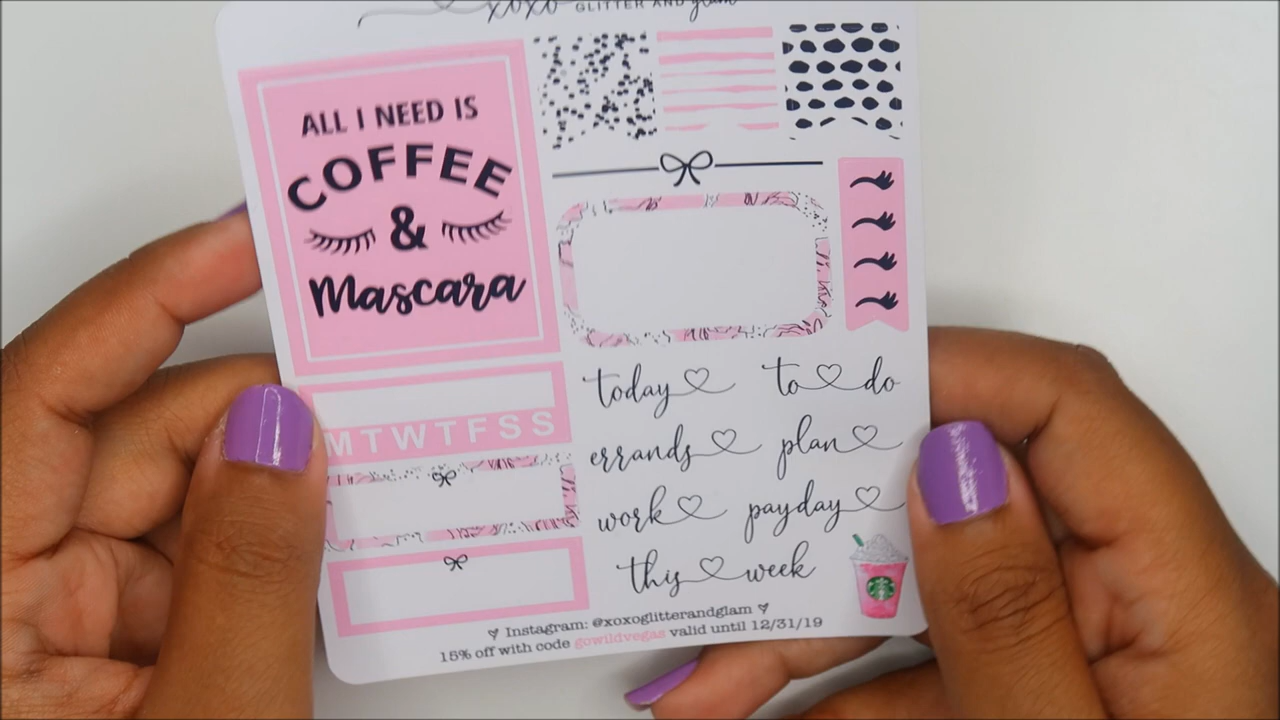 xoxo GLITTER AND glam
ALL I NEED IS
COFFEE
&
Mascara
MTWTFSS
today to do
errands plan
work payday
this week
Instagram: @xoxoglitterandglam
15% off with code gowildvegas valid until 12/31/19